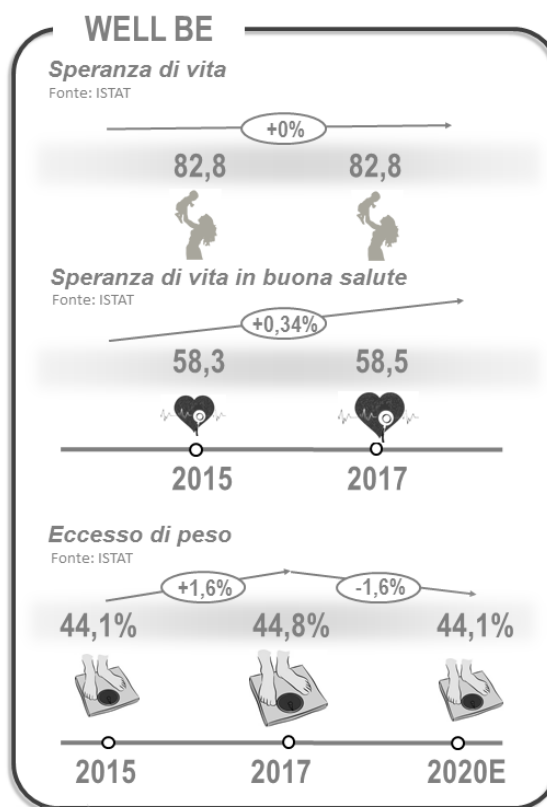 WELL BE
Speranza di vita
Fonte: ISTAT
+0%
82,8 82,8
Speranza di vita in buona salute
Fonte: ISTAT
+0,34%
58,3 58,5
2015 2017
Eccesso di peso
Fonte: ISTAT
+1,6% -1,6%
44,1% 44,8% 44,1%
2015 2017 2020E